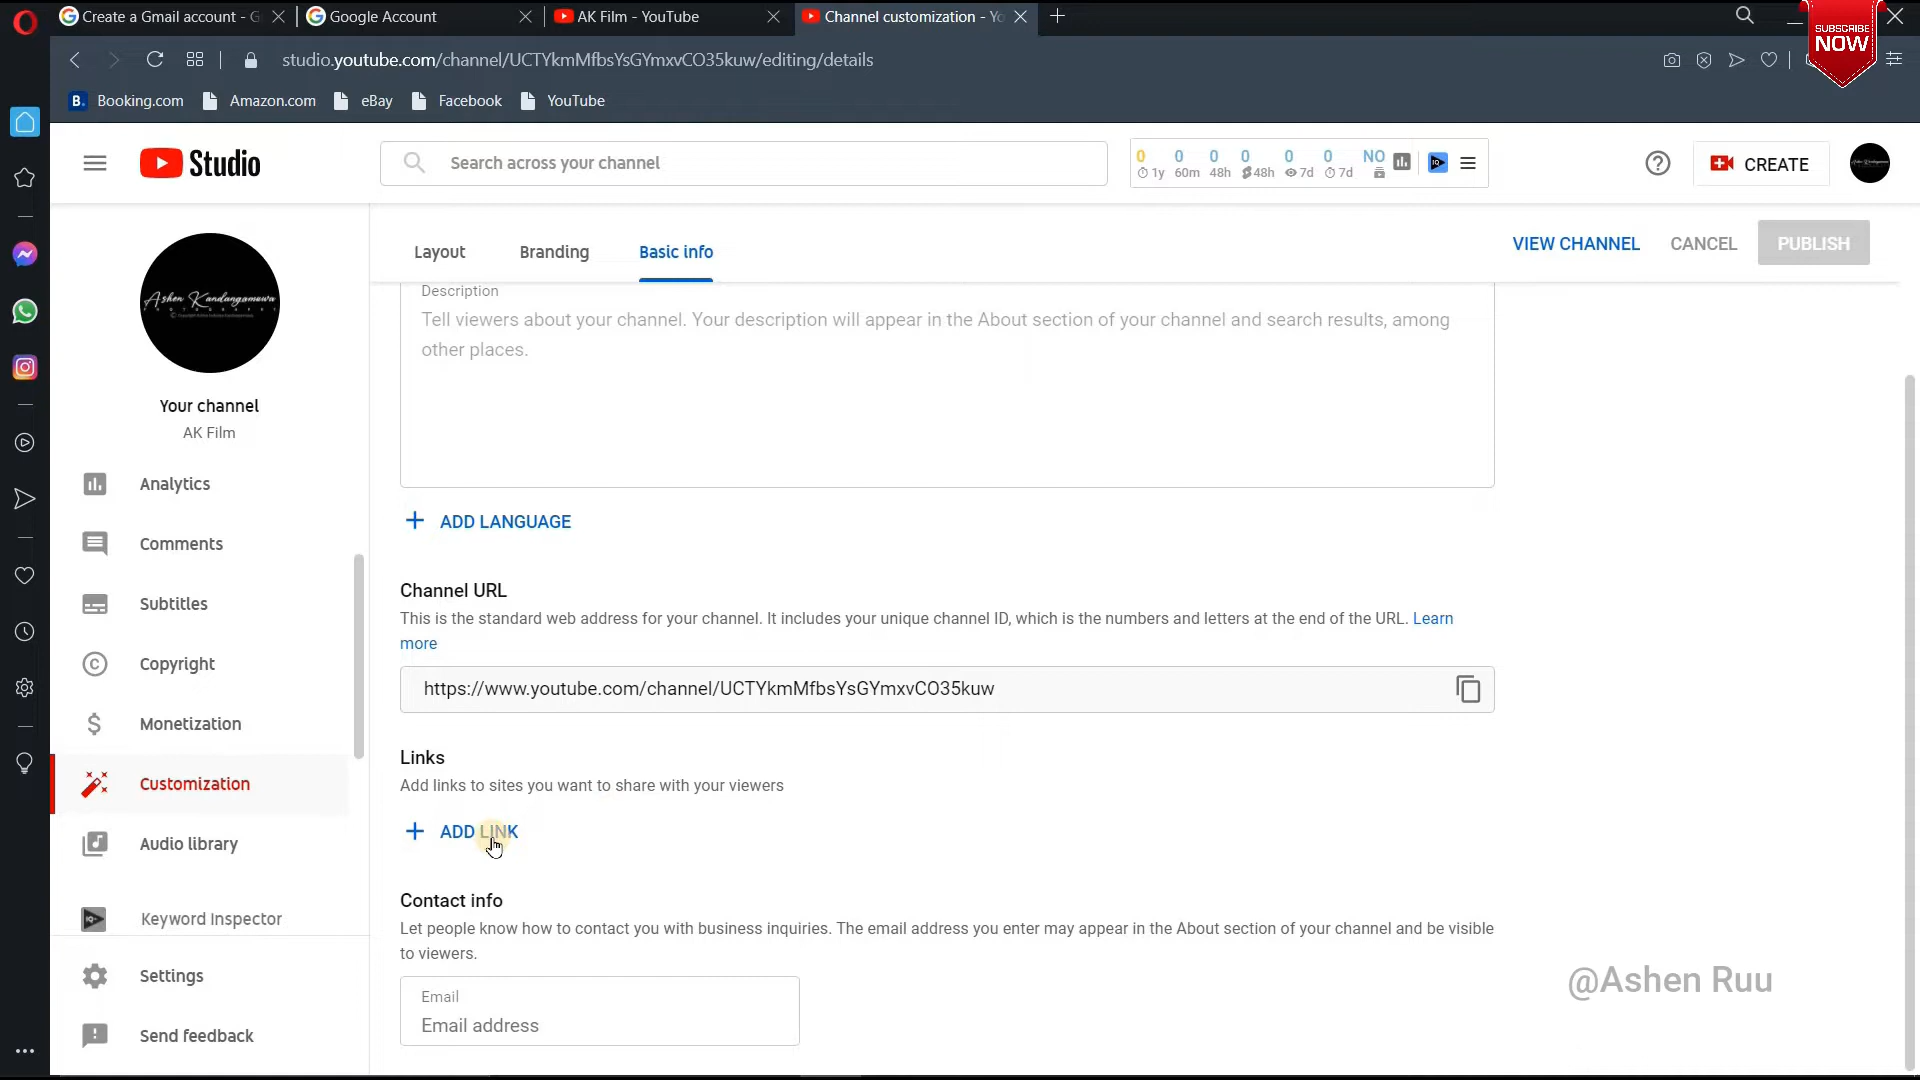 Create a Gmail account - G
Google Account
AK Film - YouTube
Channel customization - Yo
SUBSCRIBE
NOW
studio.youtube.com/channel/UCTYkmMfbsYsGYmxvCO35kuw/editing/details
B. Booking.com
Amazon.com
eBay
Facebook
YouTube
Studio
Search across your channel
0 0 0 0 0 0 NO
1y 60m 48h 48h 7d 7d
IQ
CREATE
Ashen Kandangamuwa
PHOTOGRAPHY
Your channel
AK Film
Analytics
Comments
Subtitles
Copyright
Monetization
Customization
Audio library
Keyword Inspector
Settings
Send feedback
Layout
Branding
Basic info
VIEW CHANNEL
CANCEL
PUBLISH
Description
Tell viewers about your channel. Your description will appear in the About section of your channel and search results, among
other places.
+ ADD LANGUAGE
Channel URL
This is the standard web address for your channel. It includes your unique channel ID, which is the numbers and letters at the end of the URL. Learn
more
https://www.youtube.com/channel/UCTYkmMfbsYsGYmxvCO35kuw
Links
Add links to sites you want to share with your viewers
+ ADD LINK
Contact info
Let people know how to contact you with business inquiries. The email address you enter may appear in the About section of your channel and be visible
to viewers.
Email
Email address
@Ashen Ruu